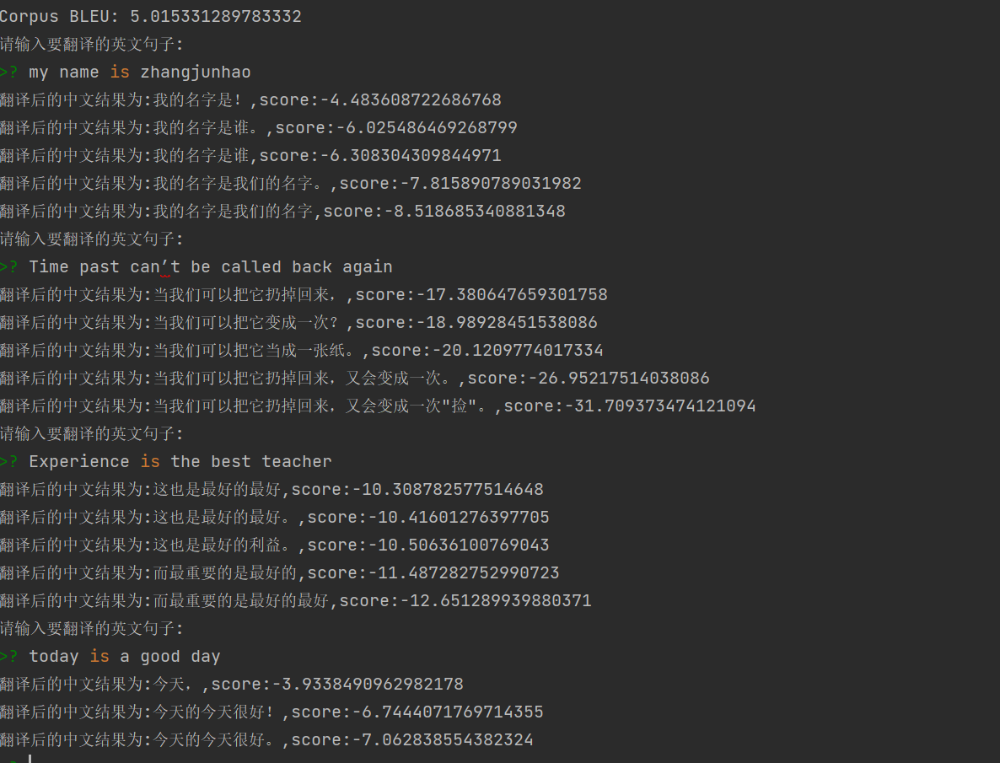 Corpus BLEU: 5.015331289783332
请输入要翻译的英文句子:
>? my name is zhangjunhao
翻译后的中文结果为:我的名字是！,score:-4.483608722686768
翻译后的中文结果为:我的名字是谁。,score:-6.025486469268799
翻译后的中文结果为:我的名字是谁,score:-6.308304309844971
翻译后的中文结果为:我的名字是我们的名字。,score:-7.815890789031982
翻译后的中文结果为:我的名字是我们的名字,score:-8.518685340881348
请输入要翻译的英文句子:
>? Time past can’t be called back again
翻译后的中文结果为:当我们可以把它扔掉回来，,score:-17.380647659301758
翻译后的中文结果为:当我们可以把它变成一次？,score:-18.98928451538086
翻译后的中文结果为:当我们可以把它当成一张纸。,score:-20.1209774017334
翻译后的中文结果为:当我们可以把它扔掉回来，又会变成一次。,score:-26.95217514038086
翻译后的中文结果为:当我们可以把它扔掉回来，又会变成一次"捡"。,score:-31.709373474121094
请输入要翻译的英文句子:
>? Experience is the best teacher
翻译后的中文结果为:这也是最好的最好,score:-10.308782577514648
翻译后的中文结果为:这也是最好的最好。,score:-10.41601276397705
翻译后的中文结果为:这也是最好的利益。,score:-10.50636100769043
翻译后的中文结果为:而最重要的是最好的,score:-11.487282752990723
翻译后的中文结果为:而最重要的是最好的最好,score:-12.651289939880371
请输入要翻译的英文句子:
>? today is a good day
翻译后的中文结果为:今天，,score:-3.9338490962982178
翻译后的中文结果为:今天的今天很好！,score:-6.7444071769714355
翻译后的中文结果为:今天的今天很好。,score:-7.062838554382324